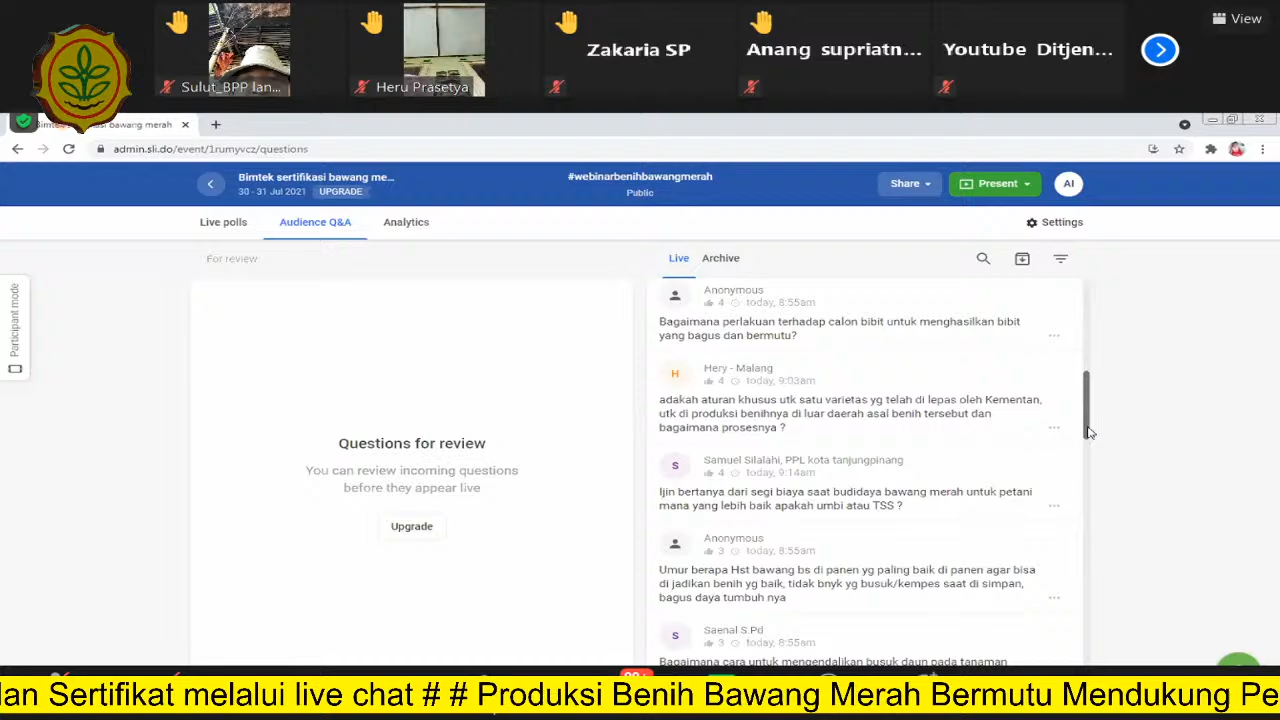 View
Sulut_BPP lan...
Heru Prasetya
Zakaria SP
Anang supriatn...
Youtube Ditjen...
bawang merah
admin.sli.do/event/1rumyvcz/questions
Bimtek sertifikasi bawang me...
30 - 31 Jul 2021 UPGRADE
#webinarbenihbawangmerah
Public
Share
Present
AI
Live polls
Audience Q&A
Analytics
Settings
Participant mode
For review
Questions for review
You can review incoming questions
before they appear live
Upgrade
Live
Archive
Anonymous
4 today, 8:55am
Bagaimana perlakuan terhadap calon bibit untuk menghasilkan bibit
yang bagus dan bermutu?
H
Hery - Malang
4 today, 9:03am
adakah aturan khusus utk satu varietas yg telah di lepas oleh Kementan,
utk di produksi benihnya di luar daerah asal benih tersebut dan
bagaimana prosesnya ?
S
Samuel Silalahi, PPL kota tanjungpinang
4 today, 9:14am
Ijin bertanya dari segi biaya saat budidaya bawang merah untuk petani
mana yang lebih baik apakah umbi atau TSS ?
Anonymous
3 today, 8:55am
Umur berapa Hst bawang bs di panen yg paling baik di panen agar bisa
di jadikan benih yg baik, tidak bnyk yg busuk/kempes saat di simpan,
bagus daya tumbuh nya
S
Saenal S.Pd
3 today, 8:55am
Bagaimana cara untuk mengendalikan busuk daun pada tanaman
lan Sertifikat melalui live chat # # Produksi Benih Bawang Merah Bermutu Mendukung Pe